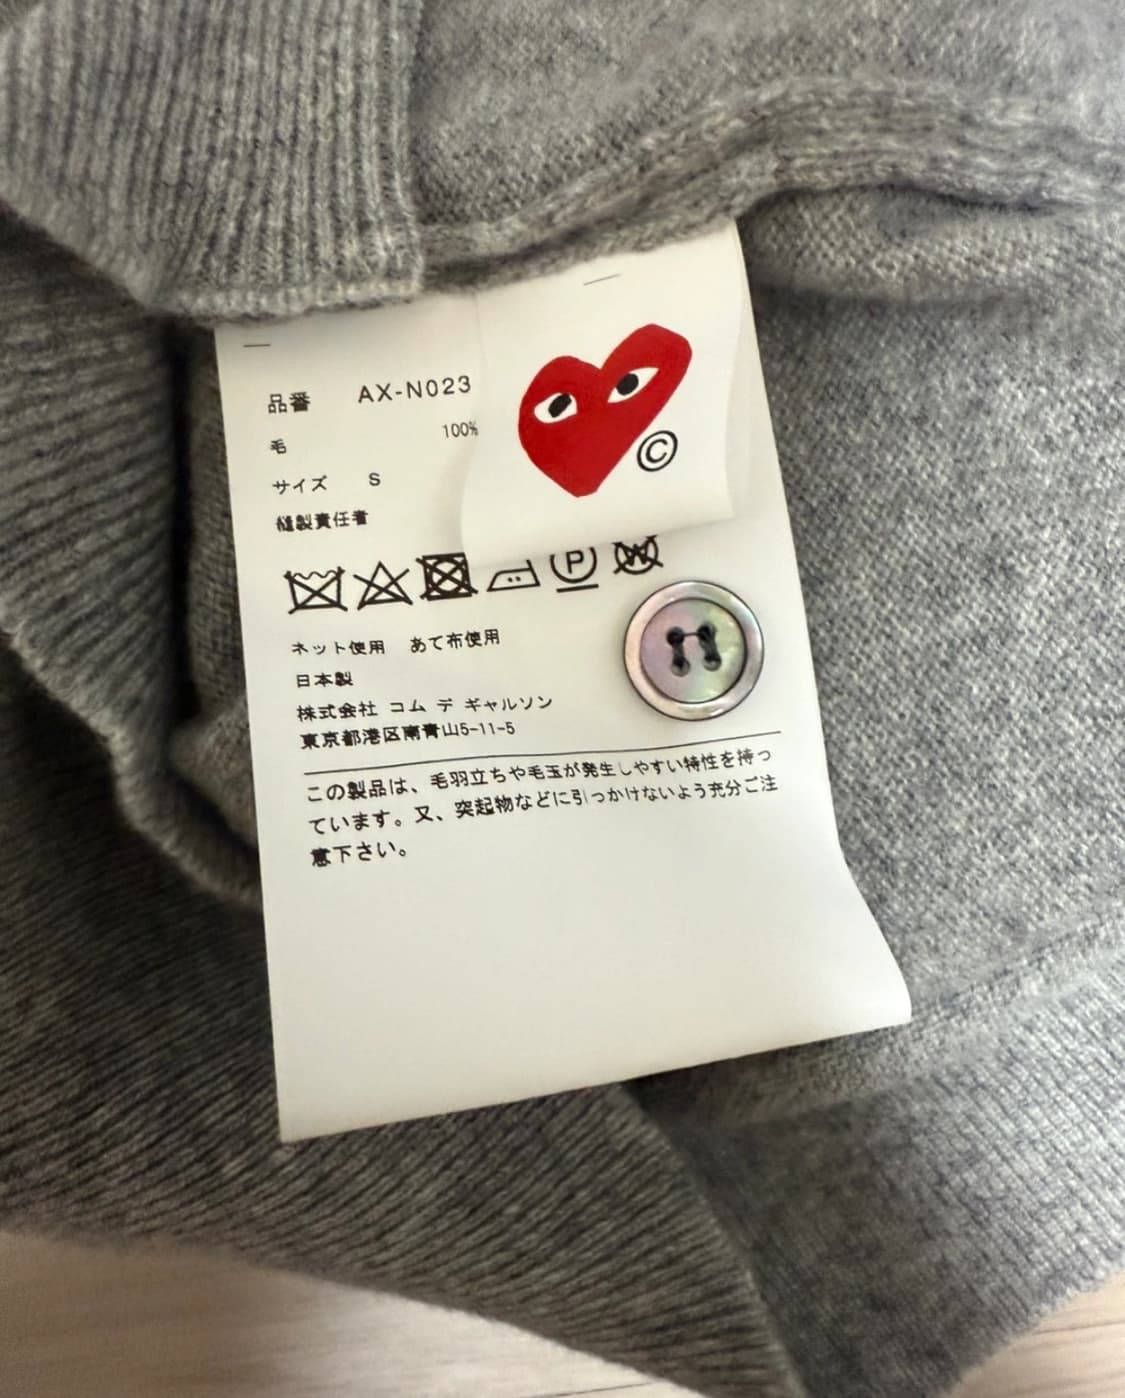 品番 AX-N023
毛 100%
サイズ S
縫製責任者
P
W
ネット使用 あて布使用
日本製
株式会社 コム デ ギャルソン
東京都港区南青山5-11-5
この製品は、毛羽立ちや毛玉が発生しやすい特性を持っ
ています。又、突起物などに引っかけないよう充分ご注
意下さい。
©